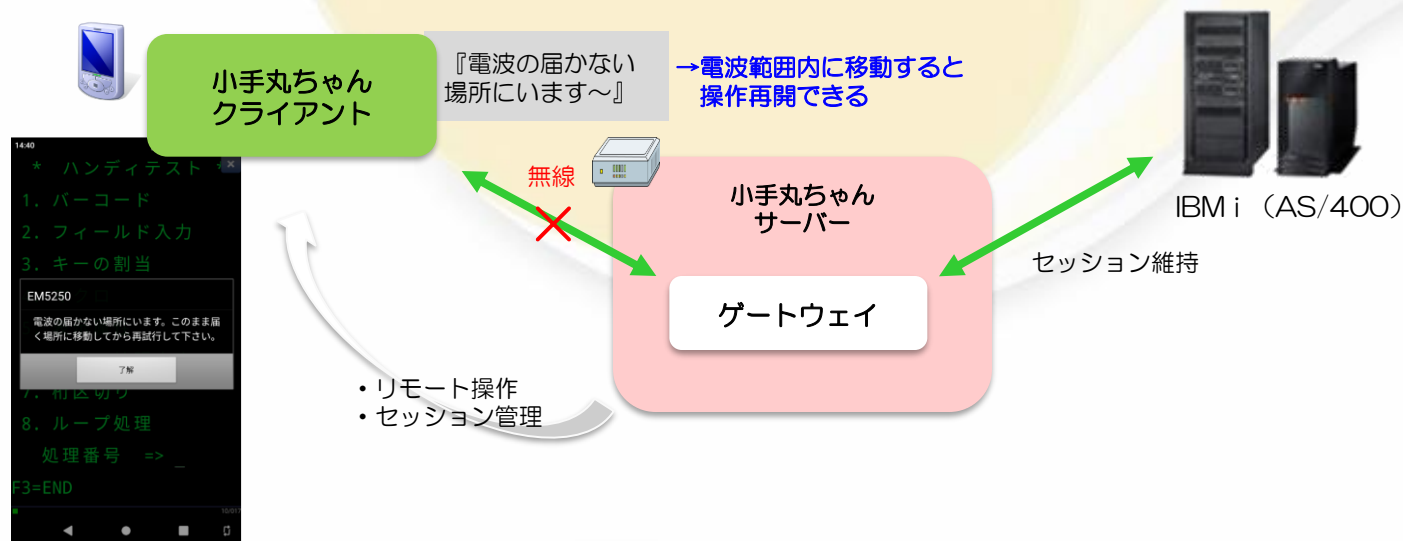 小手丸ちゃん
クライアント
『電波の届かない
場所にいます～』
→電波範囲内に移動すると
操作再開できる
無線
小手丸ちゃん
サーバー
ゲートウェイ
IBM i （AS/400）
セッション維持
・リモート操作
・セッション管理
14:40
* ハンディテスト *
1. バーコード
2. フィールド入力
3. キーの割当
EM5250
電波の届かない場所にいます。このまま届
く場所に移動してから再試行して下さい。
了解
7. 桁区切り
8. ループ処理
処理番号 => _
F3=END
10/017